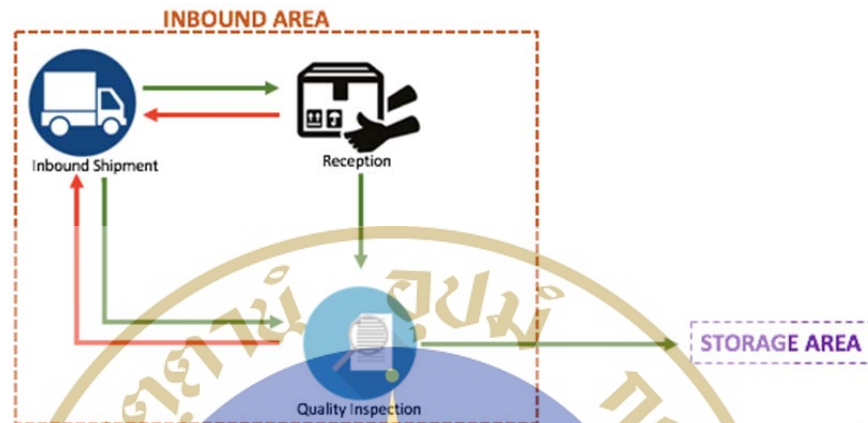 INBOUND AREA
Inbound Shipment
Reception
STORAGE AREA
Quality Inspection